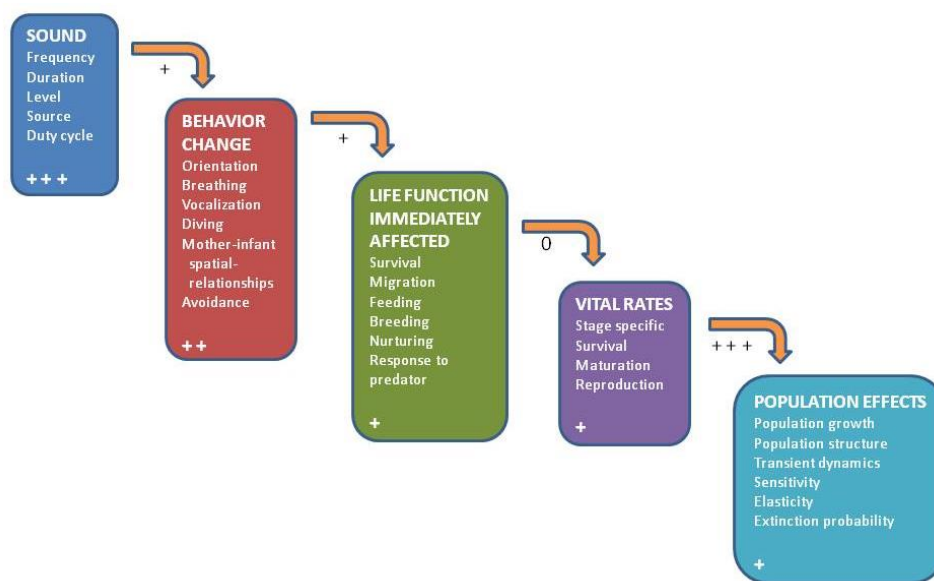 SOUND
Frequency
Duration
Level
Source
Duty cycle
+ + +
+
BEHAVIOR
CHANGE
Orientation
Breathing
Vocalization
Diving
Mother-infant
spatial-
relationships
Avoidance
+ +
+
LIFE FUNCTION
IMMEDIATELY
AFFECTED
Survival
Migration
Feeding
Breeding
Nurturing
Response to
predator
+
0
VITAL RATES
Stage specific
Survival
Maturation
Reproduction
+
+ + +
POPULATION EFFECTS
Population growth
Population structure
Transient dynamics
Sensitivity
Elasticity
Extinction probability
+